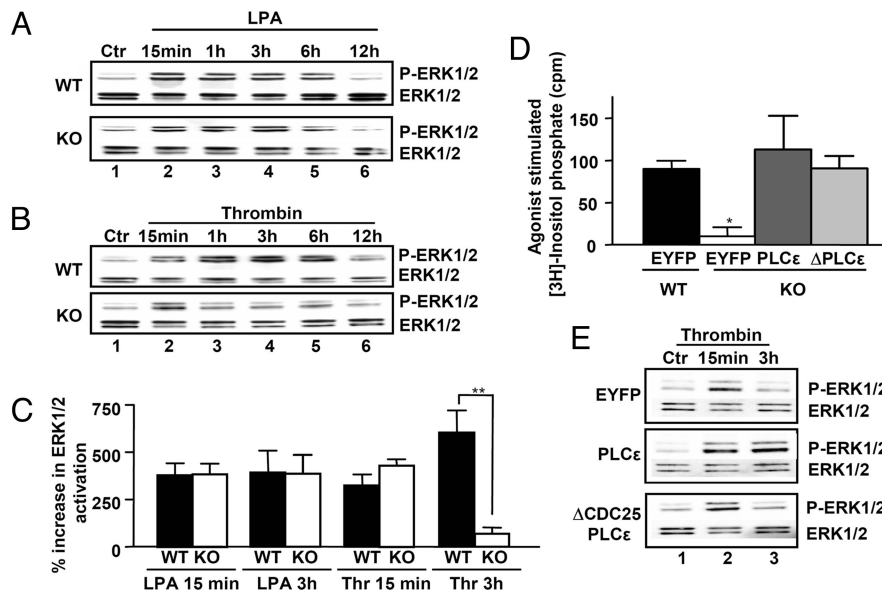 A
LPA
Ctr 15min 1h 3h 6h 12h
WT
P-ERK1/2
ERK1/2
KO
P-ERK1/2
ERK1/2
1 2 3 4 5 6
B
Thrombin
Ctr 15min 1h 3h 6h 12h
WT
P-ERK1/2
ERK1/2
KO
P-ERK1/2
ERK1/2
1 2 3 4 5 6
C
% increase in ERK1/2
activation
750
500
250
0
**
WT KO WT KO WT KO WT KO
LPA 15 min LPA 3h Thr 15 min Thr 3h
D
Agonist stimulated
[3H]-Inositol phosphate (cpm)
150
100
50
0
*
EYFP EYFP PLCε ΔPLCε
WT KO
E
Thrombin
Ctr 15min 3h
EYFP
P-ERK1/2
ERK1/2
PLCε
P-ERK1/2
ERK1/2
ΔCDC25
PLCε
P-ERK1/2
ERK1/2
1 2 3